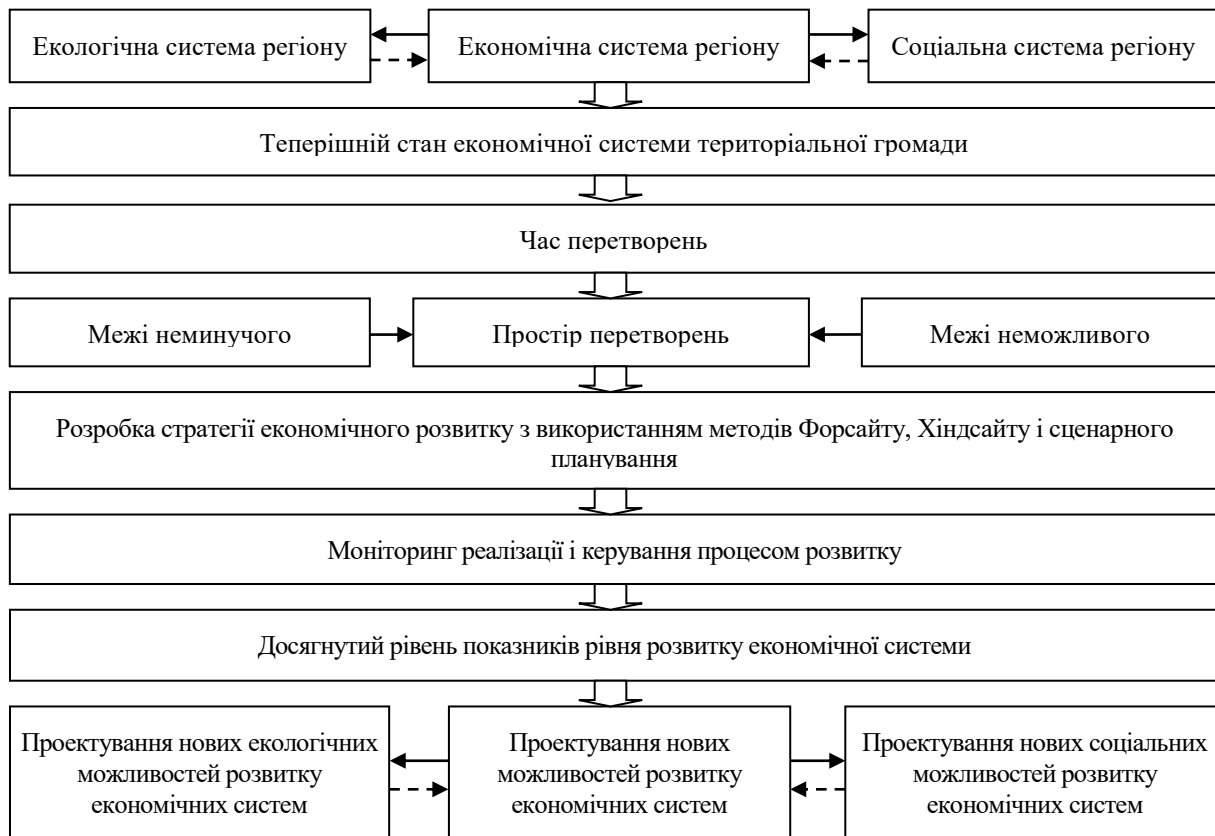 Екологічна система регіону
Економічна система регіону
Соціальна система регіону
Теперішній стан економічної системи територіальної громади
Час перетворень
Межі неминучого
Простір перетворень
Межі неможливого
Розробка стратегії економічного розвитку з використанням методів Форсайту, Хіндсайту і сценарного
планування
Моніторинг реалізації і керування процесом розвитку
Досягнутий рівень показників рівня розвитку економічної системи
Проектування нових екологічних
можливостей розвитку
економічних систем
Проектування нових
можливостей розвитку
економічних систем
Проектування нових соціальних
можливостей розвитку
економічних систем